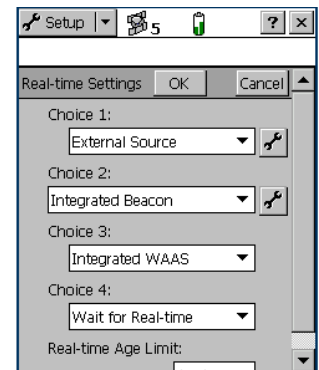 Setup
5
?
×
Real-time Settings OK Cancel
Choice 1:
External Source
Choice 2:
Integrated Beacon
Choice 3:
Integrated WAAS
Choice 4:
Wait for Real-time
Real-time Age Limit: